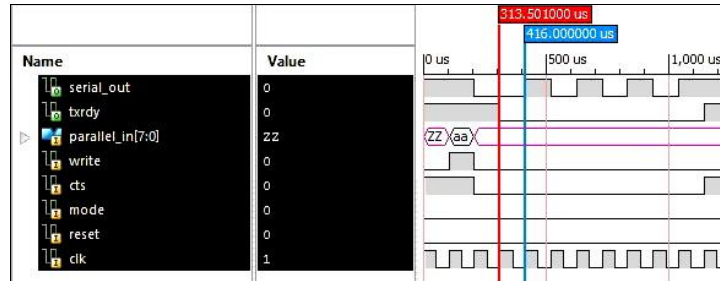 313.501000 us
416.000000 us
Name
Value
0 us
500 us
1,000 us
serial_out
0
txrdy
0
parallel_in[7:0]
ZZ
ZZ
aa
write
0
cts
0
mode
0
reset
0
clk
1